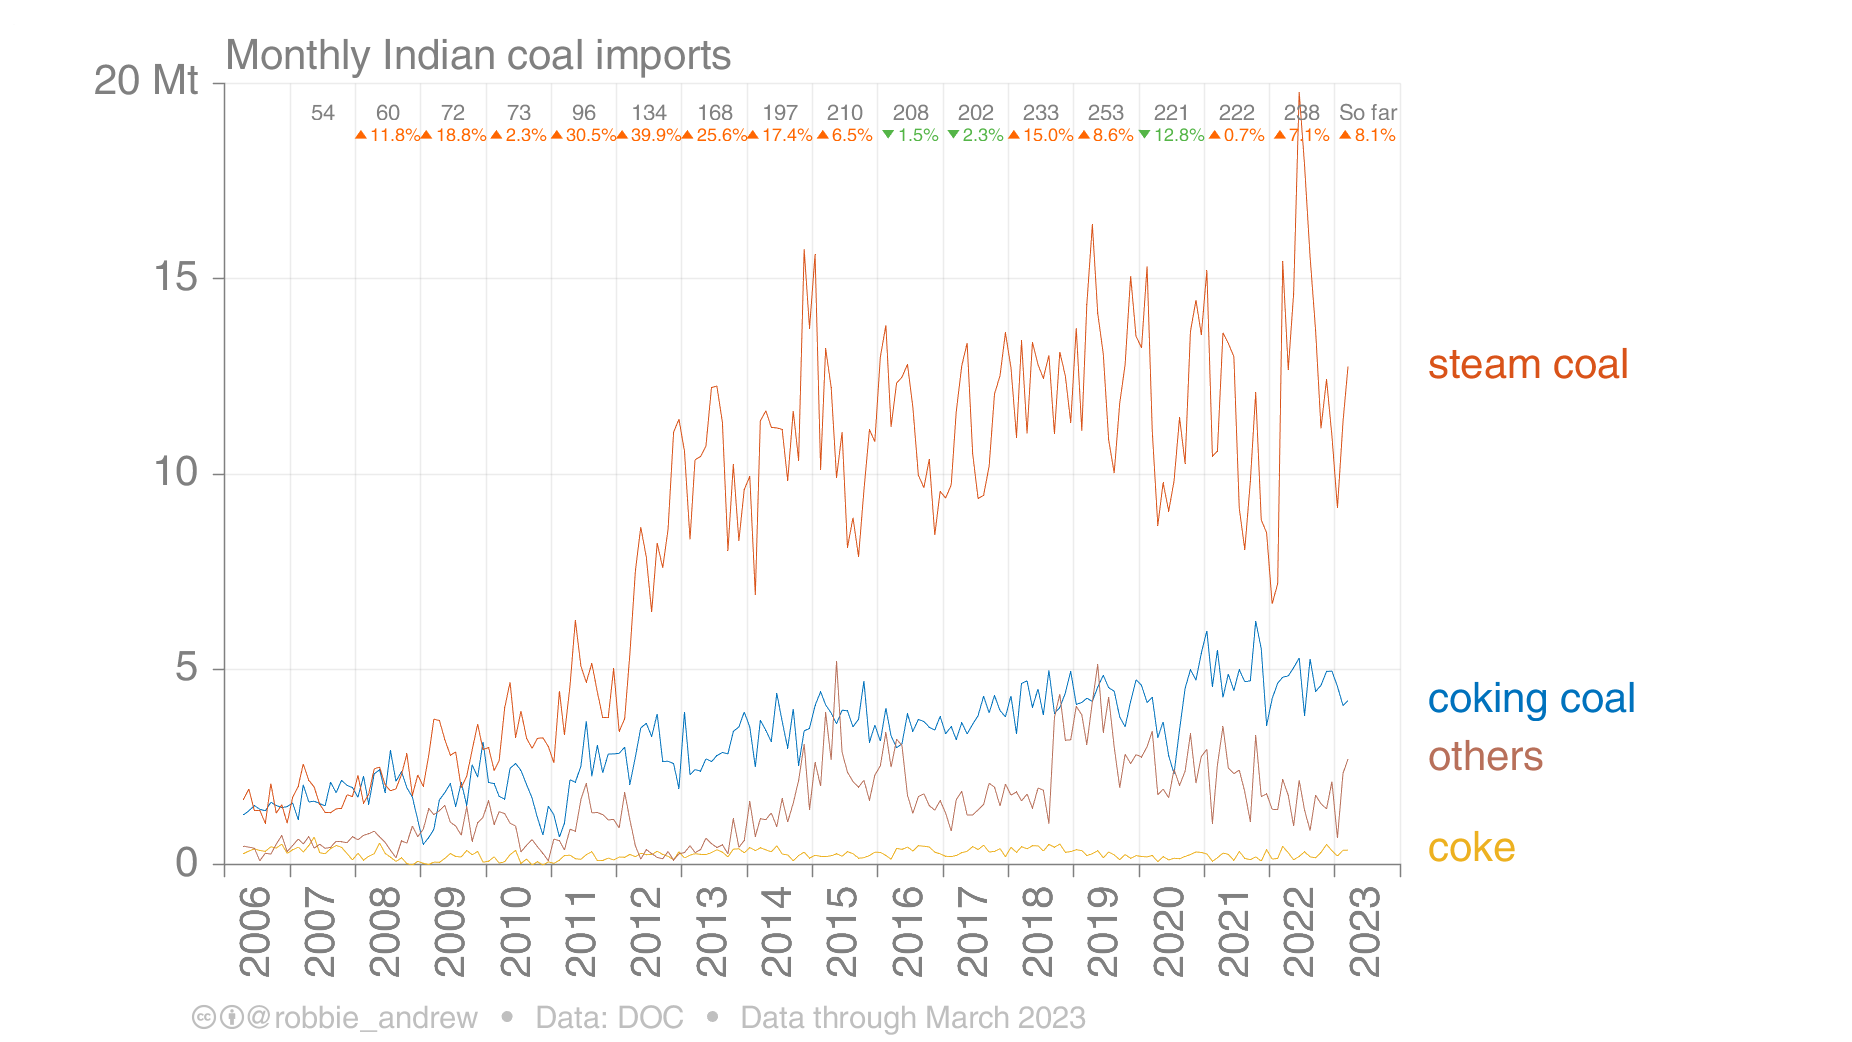 Monthly Indian coal imports
20 Mt
54 60 72 73 96 134 168 197 210 208 202 233 253 221 222 238 So far
▲ 11.8% ▲ 18.8% ▲ 2.3% ▲ 30.5% ▲ 39.9% ▲ 25.6% ▲ 17.4% ▲ 6.5% ▼ 1.5% ▼ 2.3% ▲ 15.0% ▲ 8.6% ▼ 12.8% ▲ 0.7% ▲ 7.1% ▲ 8.1%
15
steam coal
10
5
coking coal
others
coke
0
2006 2007 2008 2009 2010 2011 2012 2013 2014 2015 2016 2017 2018 2019 2020 2021 2022 2023
@robbie_andrew • Data: DOC • Data through March 2023